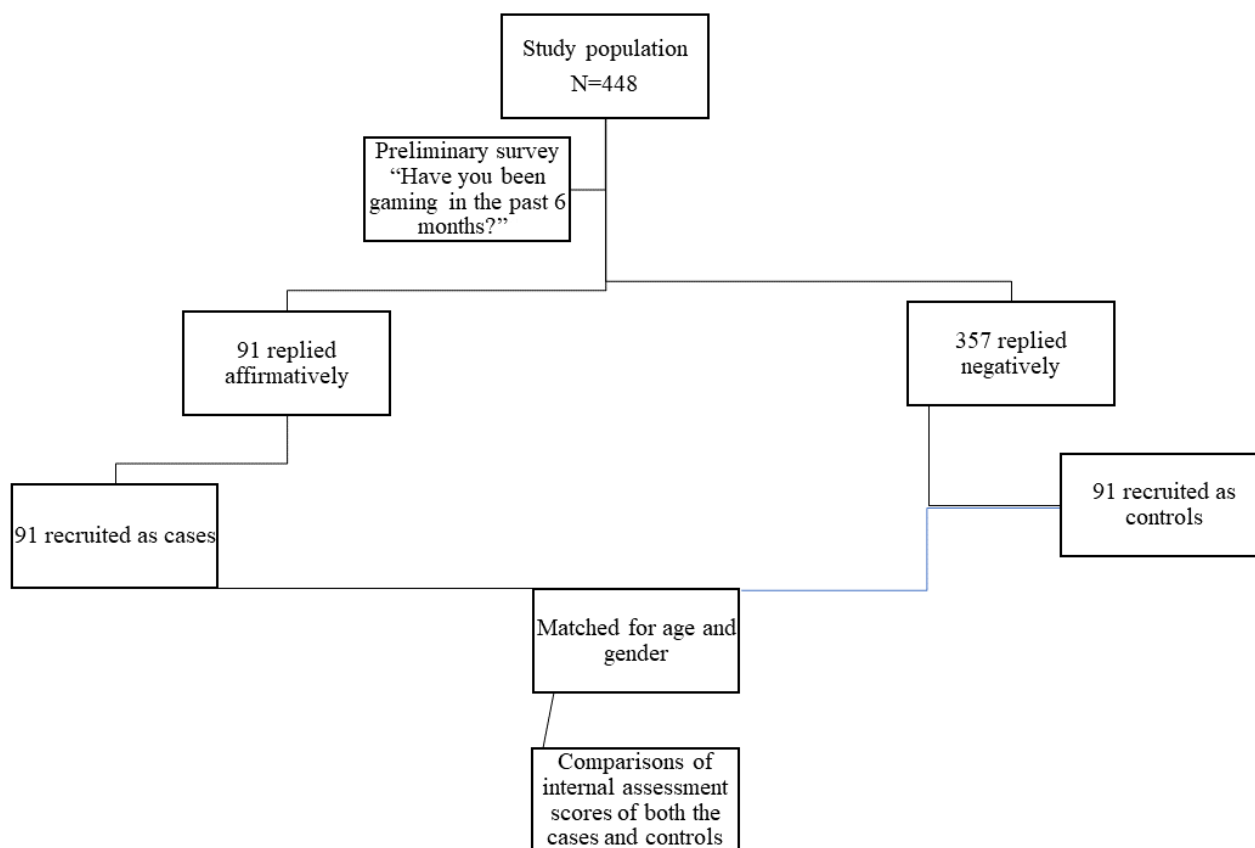 Study population
N=448
Preliminary survey
“Have you been
gaming in the past 6
months?”
91 replied
affirmatively
357 replied
negatively
91 recruited as cases
91 recruited as
controls
Matched for age and
gender
Comparisons of
internal assessment
scores of both the
cases and controls